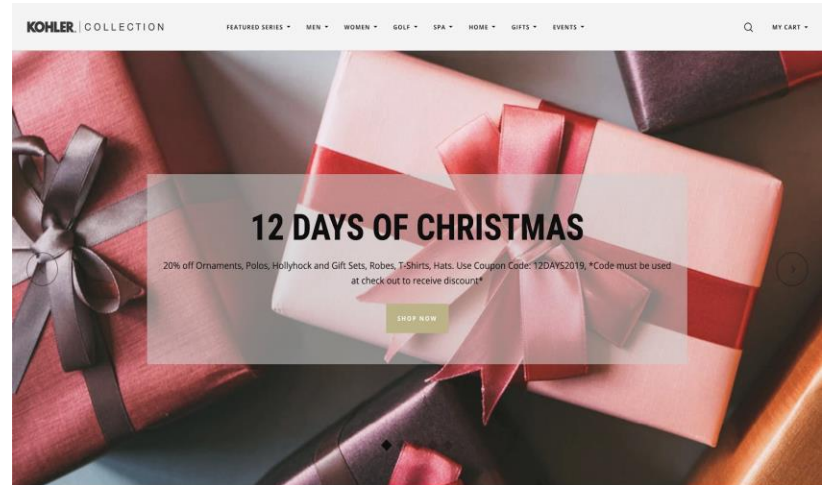 KOHLER. | COLLECTION
FEATURED SERIES MEN WOMEN GOLF SPA HOME GIFTS EVENTS MY CART
12 DAYS OF CHRISTMAS
20% off Ornaments, Polos, Hollyhock and Gift Sets, Robes, T-Shirts, Hats. Use Coupon Code: 12DAYS2019, *Code must be used
at check out to receive discount*
SHOP NOW